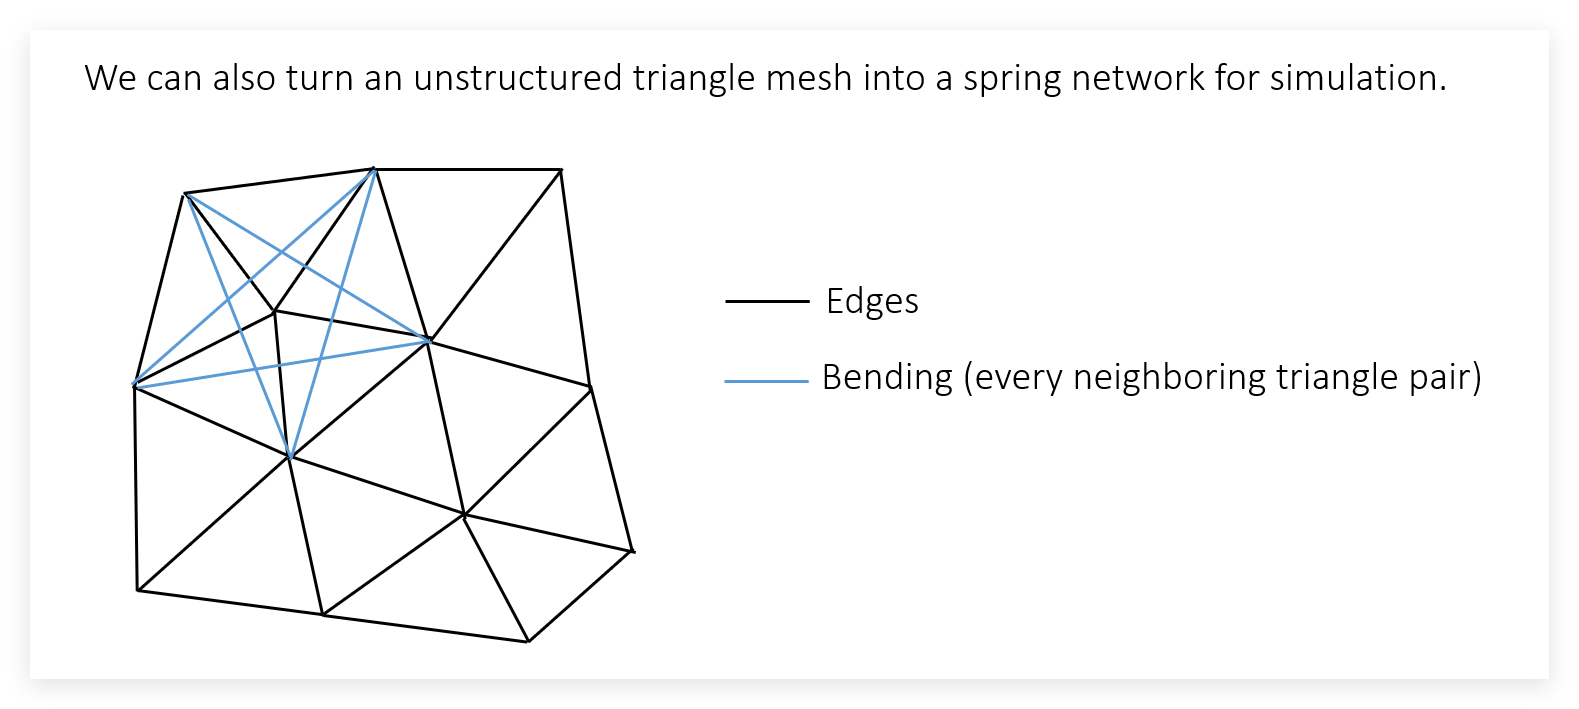 We can also turn an unstructured triangle mesh into a spring network for simulation.
Edges
Bending (every neighboring triangle pair)